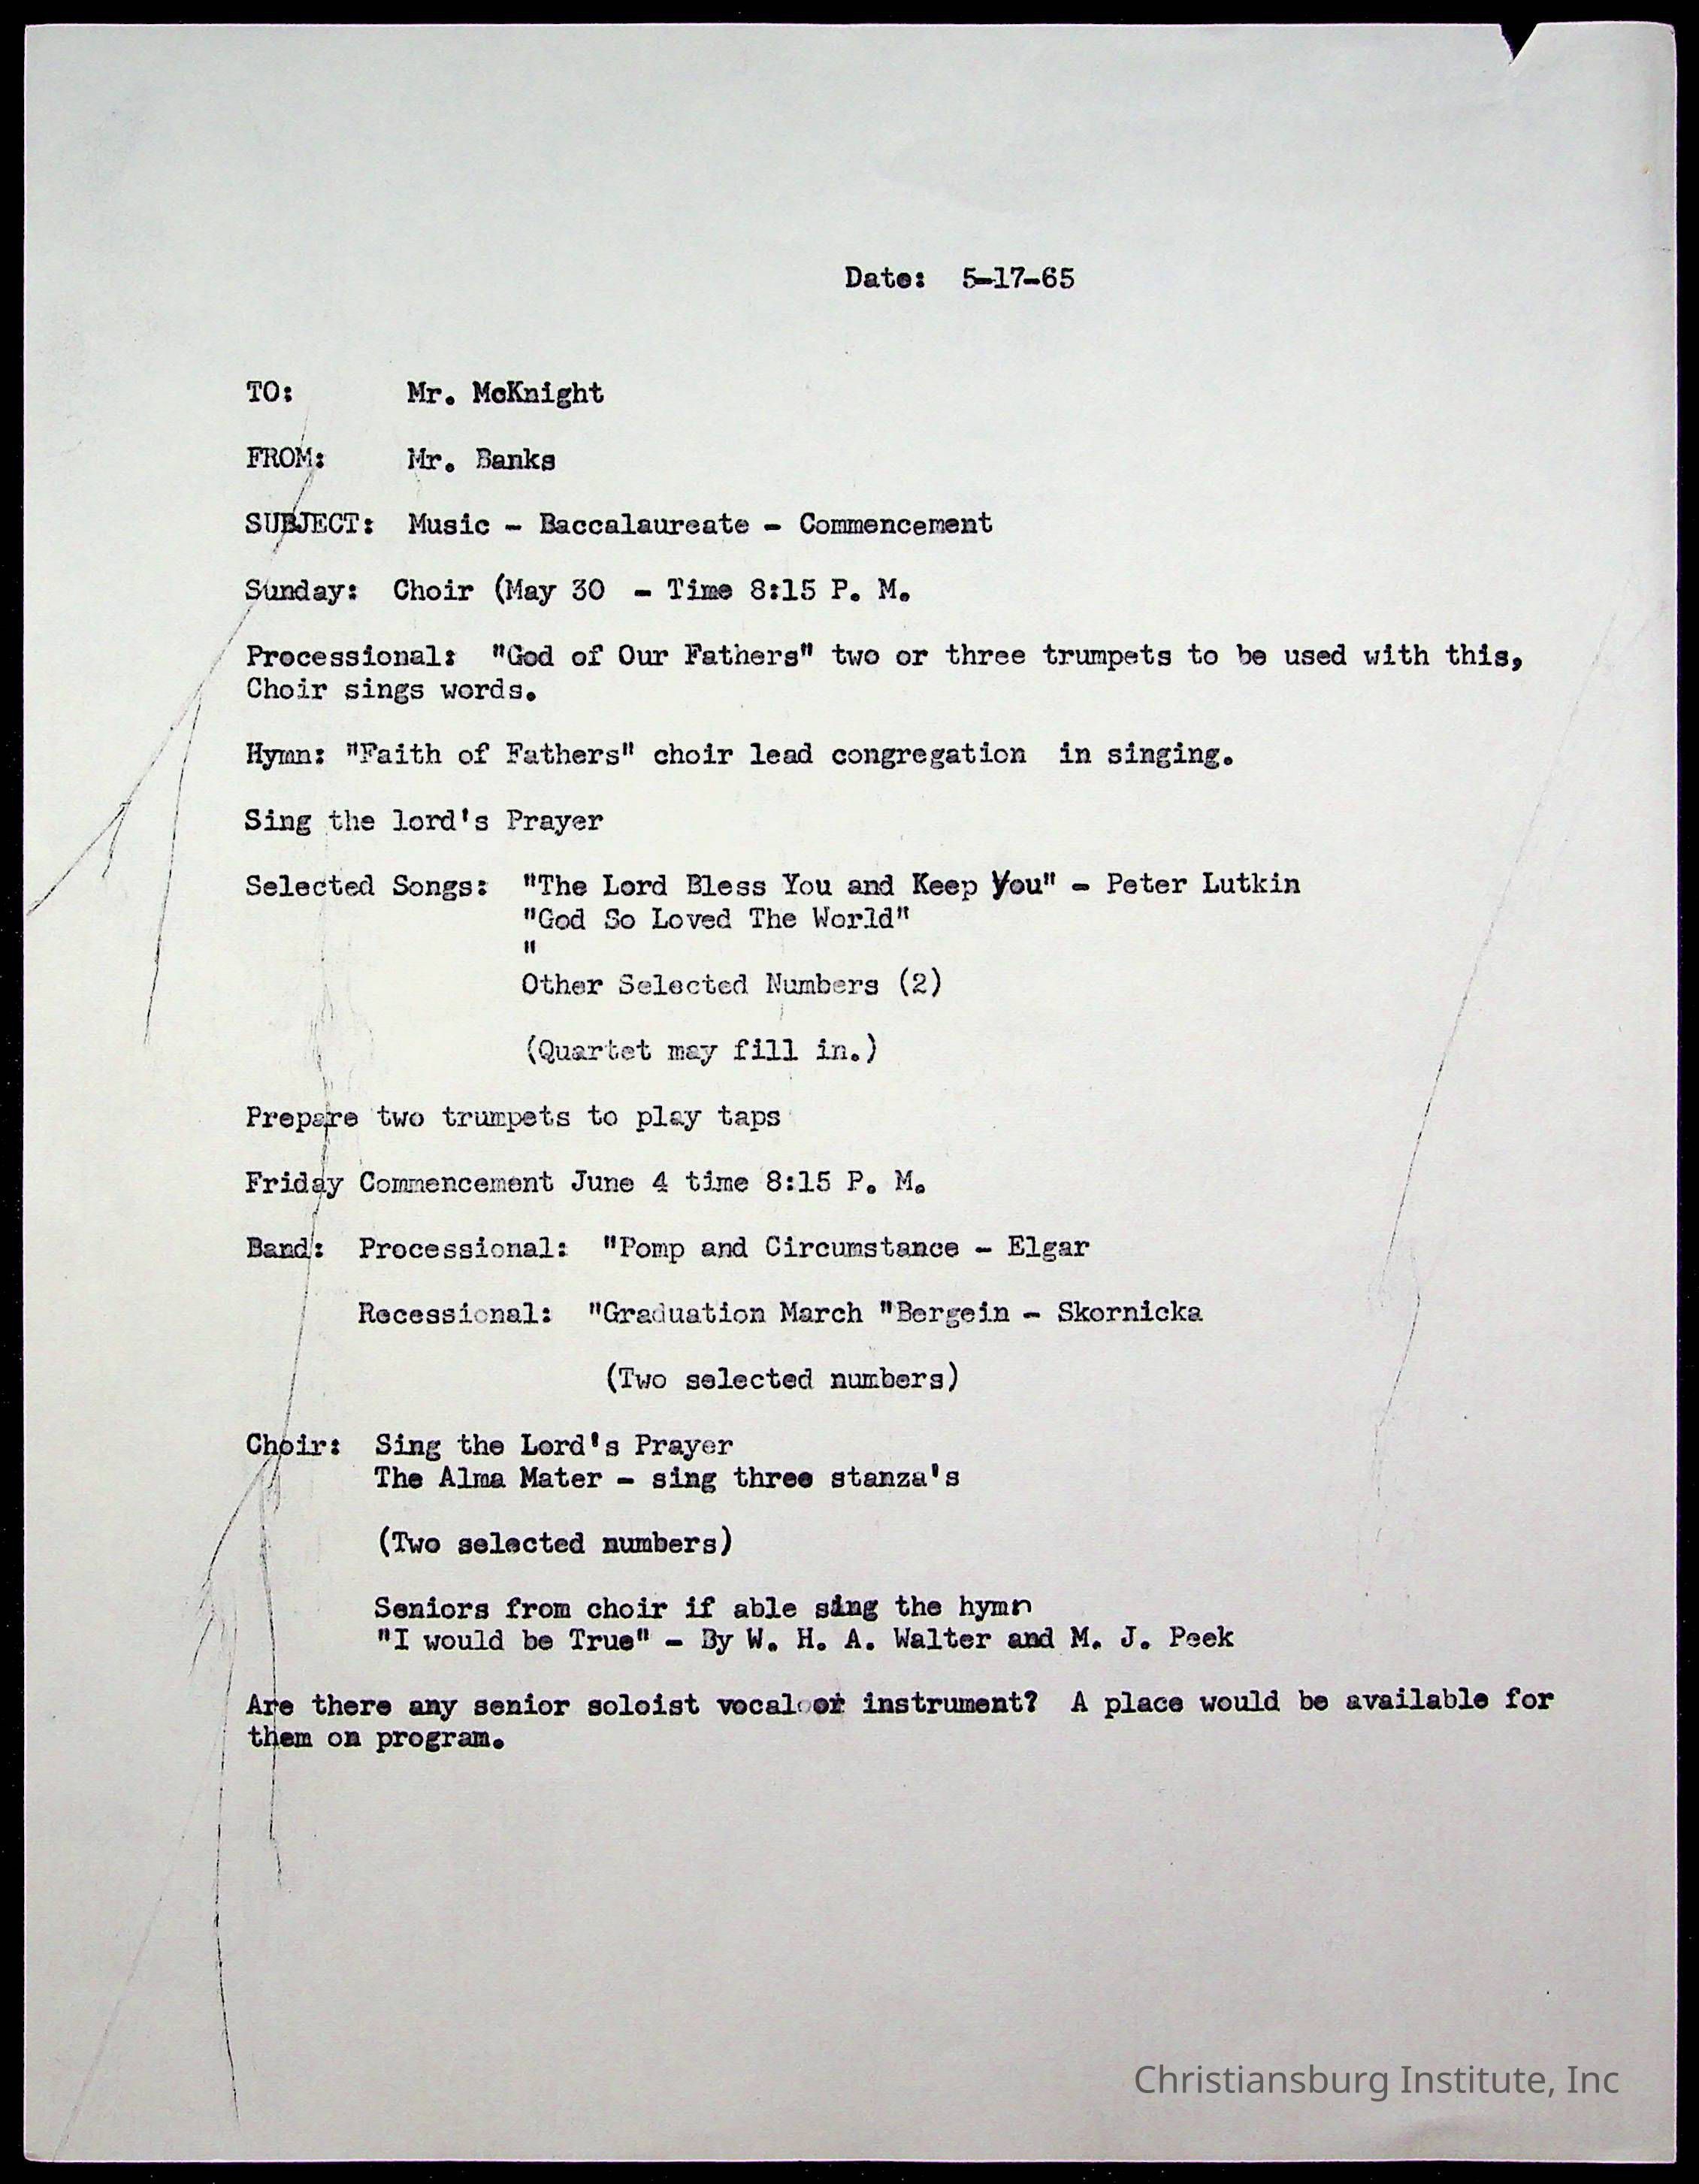 Date: 5-17-65
TO: Mr. McKnight
FROM: Mr. Banks
SUBJECT: Music - Baccalaureate - Commencement
Sunday: Choir (May 30 - Time 8:15 P. M.
Processional: "God of Our Fathers" two or three trumpets to be used with this,
Choir sings words.
Hymn: "Faith of Fathers" choir lead congregation in singing.
Sing the lord's Prayer
Selected Songs: "The Lord Bless You and Keep You" - Peter Lutkin
"God So Loved The World"
"
Other Selected Numbers (2)
(Quartet may fill in.)
Prepare two trumpets to play taps
Friday Commencement June 4 time 8:15 P. M.
Band: Processional: "Pomp and Circumstance - Elgar
Recessional: "Graduation March "Bergein - Skornicka
(Two selected numbers)
Choir: Sing the Lord's Prayer
The Alma Mater - sing three stanza's
(Two selected numbers)
Seniors from choir if able sing the hymn
"I would be True" - By W. H. A. Walter and M. J. Peek
Are there any senior soloist vocal or instrument? A place would be available for
them on program.
Christiansburg Institute, Inc